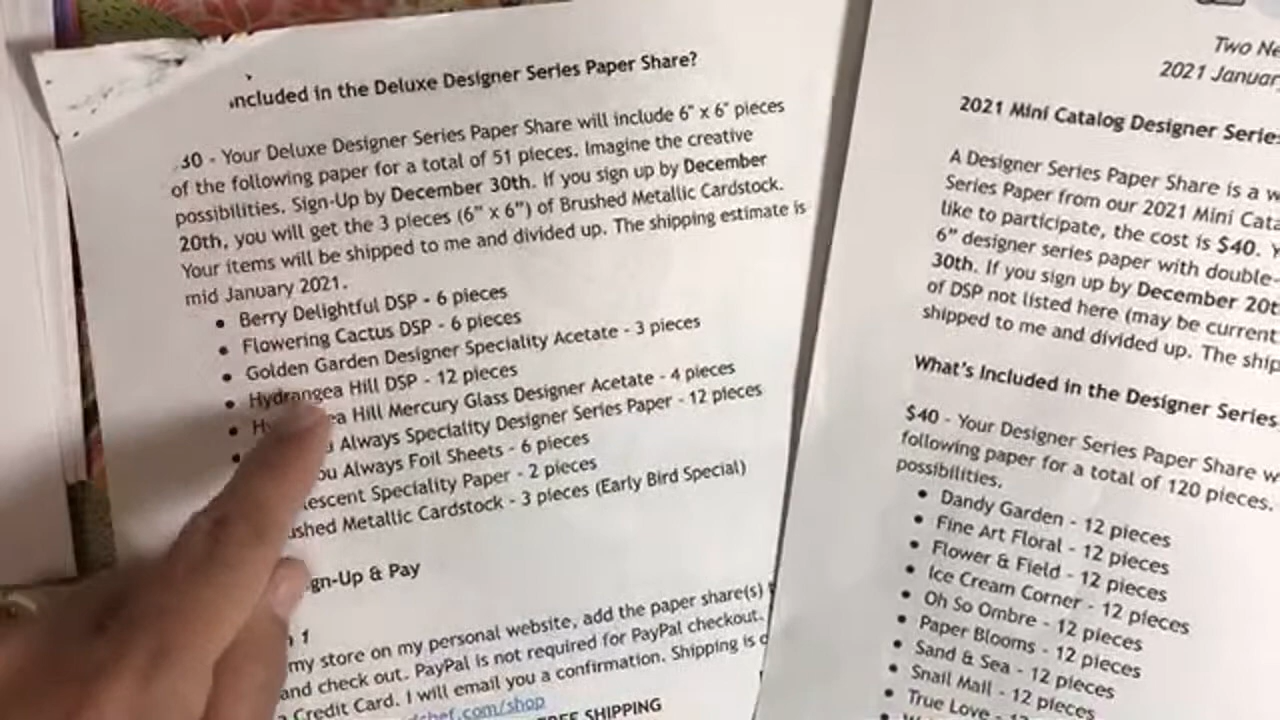 included in the Deluxe Designer Series Paper Share?
30 - Your Deluxe Designer Series Paper Share will include 6" x 6" pieces
of the following paper for a total of 51 pieces. Imagine the creative
possibilities. Sign-Up by December 30th. If you sign up by December
20th, you will get the 3 pieces (6" x 6") of Brushed Metallic Cardstock.
Your items will be shipped to me and divided up. The shipping estimate is
mid January 2021.
• Berry Delightful DSP - 6 pieces
• Flowering Cactus DSP - 6 pieces
• Golden Garden Designer Speciality Acetate - 3 pieces
• Hydrangea Hill DSP - 12 pieces
• Hill Mercury Glass Designer Acetate - 4 pieces
• Always Speciality Designer Series Paper - 12 pieces
ou Always Foil Sheets - 6 pieces
escent Speciality Paper - 2 pieces
ushed Metallic Cardstock - 3 pieces (Early Bird Special)
gn-Up & Pay
1
my store on my personal website, add the paper share(s)
and check out. PayPal is not required for PayPal checkout.
Credit Card. I will email you a confirmation. Shipping is
chef.com/shop
FREE SHIPPING
Two
2021
2021 Mini Catalog Designer
A Designer Series Paper Share is a
Series Paper from our 2021 Mini
like to participate, the cost is $40.
6" designer series paper with double-
30th. If you sign up by December 20
of DSP not listed here (may be current
shipped to me and divided up. The
What's Included in the Designer Series
$40 - Your Designer Series Paper Share
following paper for a total of 120 pieces.
possibilities.
• Dandy Garden - 12 pieces
• Fine Art Floral - 12 pieces
• Flower & Field - 12 pieces
• Ice Cream Corner - 12 pieces
• Oh So Ombre - 12 pieces
• Paper Blooms - 12 pieces
• Sand & Sea - 12 pieces
• Snail Mail - 12 pieces
• True Love - 12